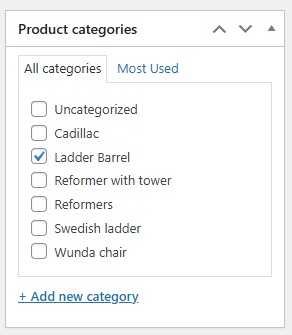 Product categories
All categories
Most Used
Uncategorized
Cadillac
Ladder Barrel
Reformer with tower
Reformers
Swedish ladder
Wunda chair
+ Add new category